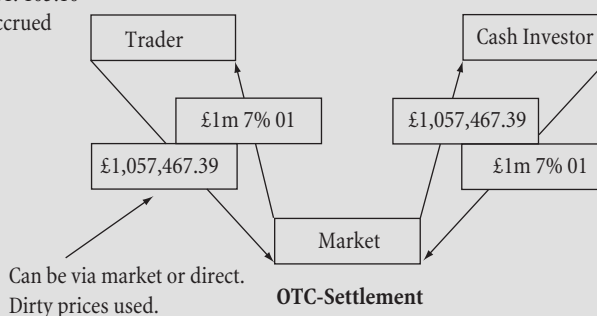 ccrued
Trader
Cash Investor
£1m 7% 01
£1,057,467.39
£1,057,467.39
£1m 7% 01
Market
Can be via market or direct.
Dirty prices used.
OTC-Settlement